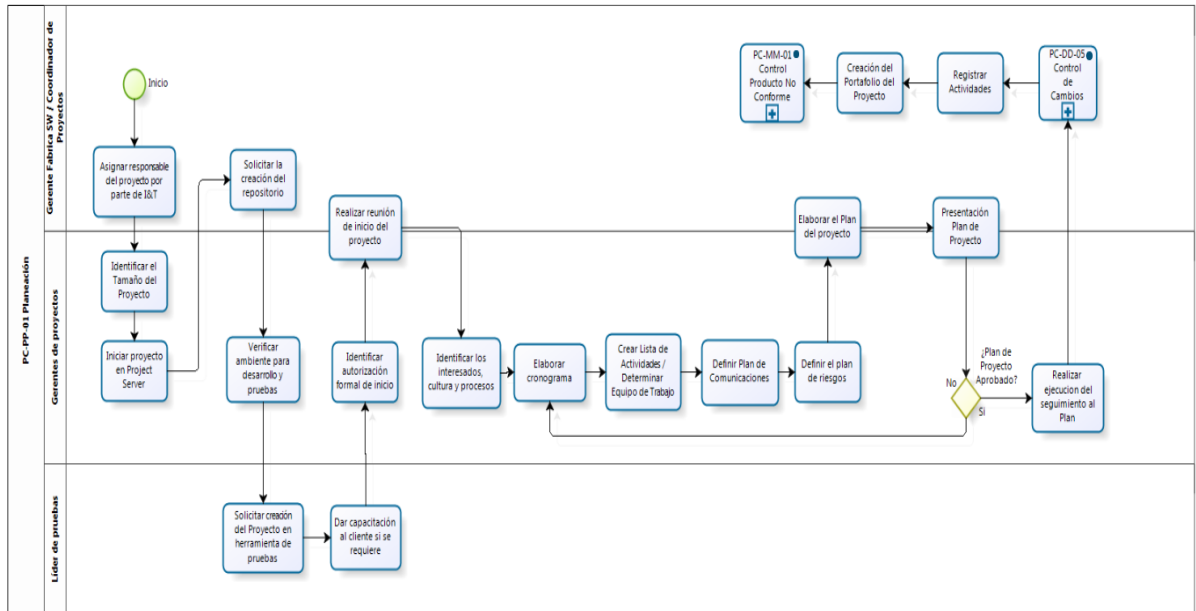 PC-PP-01 Planeación
Gerente Fabrica SW / Coordinador de
Proyectos
Inicio
Asignar responsable
del proyecto por
parte de I&T
Solicitar la
creación del
repositorio
Realizar reunión
de inicio del
proyecto
Elaborar el Plan
del proyecto
Presentación
Plan de
Proyecto
PC-MM-01
Control
Producto No
Conforme
Creación del
Portafolio del
Proyecto
Registrar
Actividades
PC-DD-05
Control
de
Cambios
Gerentes de proyectos
Identificar el
Tamaño del
Proyecto
Iniciar proyecto
en Project
Server
Verificar
ambiente para
desarrollo y
pruebas
Identificar
autorización
formal de inicio
Identificar los
interesados,
cultura y procesos
Elaborar
cronograma
Crear Lista de
Actividades /
Determinar
Equipo de Trabajo
Definir Plan de
Comunicaciones
Definir el plan
de riesgos
¿Plan de
Proyecto
Aprobado?
No
Si
Realizar
ejecucion del
seguimiento al
Plan
Líder de pruebas
Solicitar creación
del Proyecto en
herramienta de
pruebas
Dar capacitación
al cliente si se
requiere